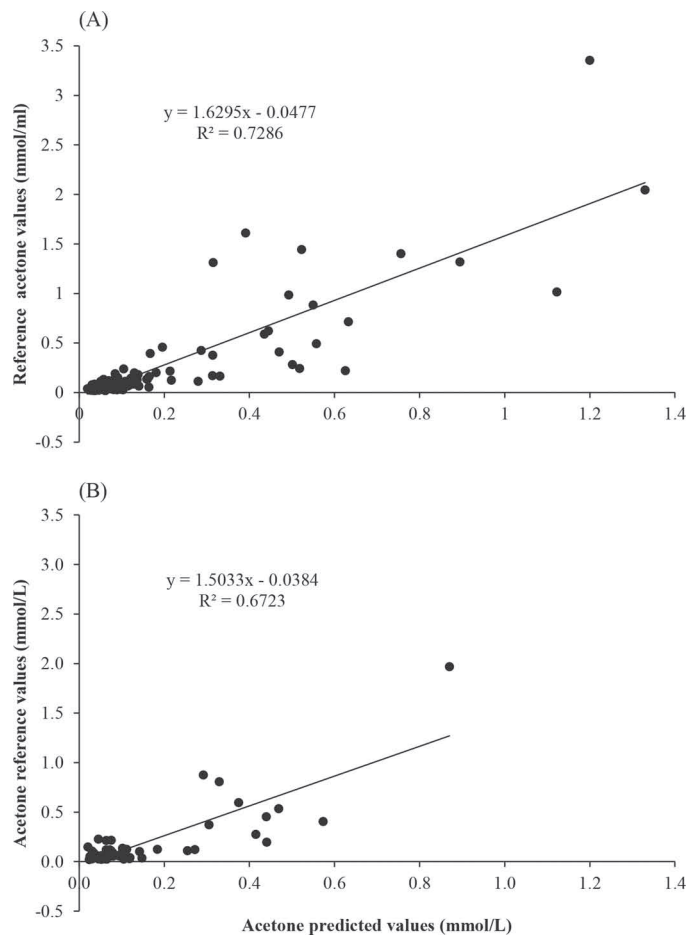 (A)
3.5
3
2.5
2
1.5
1
0.5
0
-0.5
Reference acetone values (mmol/ml)
y = 1.6295x - 0.0477
R² = 0.7286
0.2 0.4 0.6 0.8 1 1.2 1.4
(B)
3.5
3.0
2.5
2.0
1.5
1.0
0.5
0.0
-0.5
Acetone reference values (mmol/L)
y = 1.5033x - 0.0384
R² = 0.6723
0.0 0.2 0.4 0.6 0.8 1.0 1.2 1.4
Acetone predicted values (mmol/L)